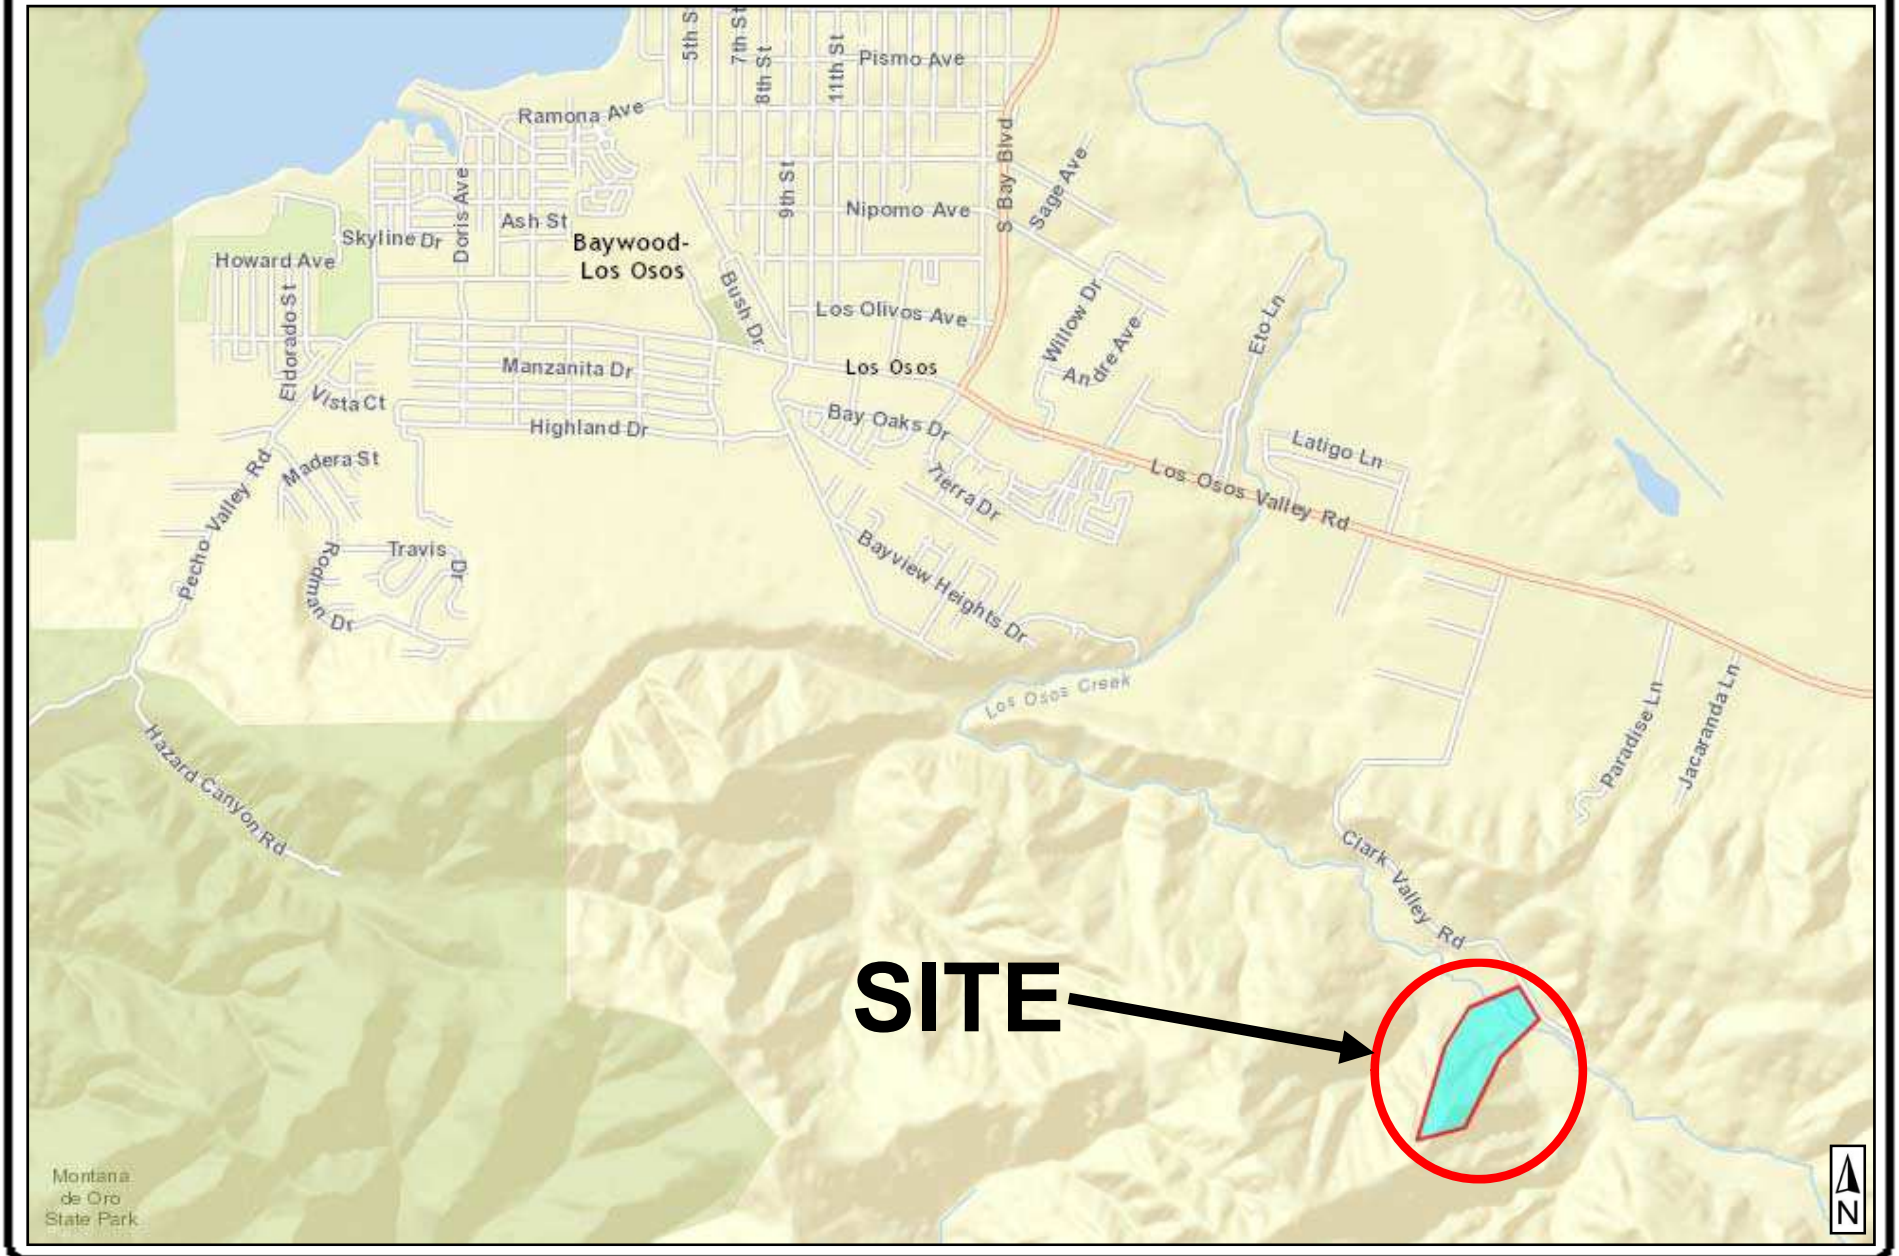 5th S
7th St
8th St
11th St
Pismo Ave
Ramona Ave
S Bay Blvd
Sage Ave
9th St
Nipomo Ave
Doris Ave
Ash St
Skyline Dr
Baywood-
Los Osos
Howard Ave
Eldorado St
Bush Dr
Los Olivos Ave
Willow Dr
Andre Ave
Eto Ln
Manzanita Dr
Los Osos
Vista Ct
Highland Dr
Bay Oaks Dr
Latigo Ln
Madera St
Pecho Valley Rd
Tierra Dr
Los Osos Valley Rd
Travis Dr
Rodman Dr
Bayview Heights Dr
Los Osos Creek
Paradise Ln
Jacaranda Ln
Hazard Canyon Rd
Clark Valley Rd
SITE
Montana
de Oro
State Park
N